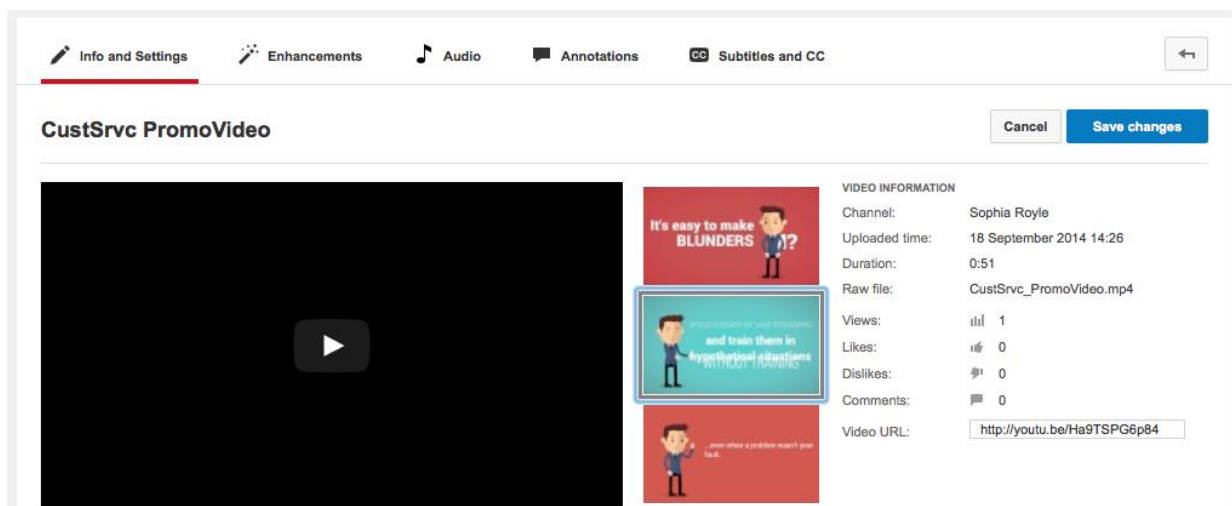 Info and Settings
Enhancements
Audio
Annotations
CC
Subtitles and CC
CustSrvc PromoVideo
Cancel
Save changes
It's easy to make
BLUNDERS
!?
and train them in
hypothetical situations
WITHOUT TRAINING
...even when a problem wasn't your
fault.
VIDEO INFORMATION
Channel: Sophia Royle
Uploaded time: 18 September 2014 14:26
Duration: 0:51
Raw file: CustSrvc_PromoVideo.mp4
Views: 1
Likes: 0
Dislikes: 0
Comments: 0
Video URL: http://youtu.be/Ha9TSPG6p84